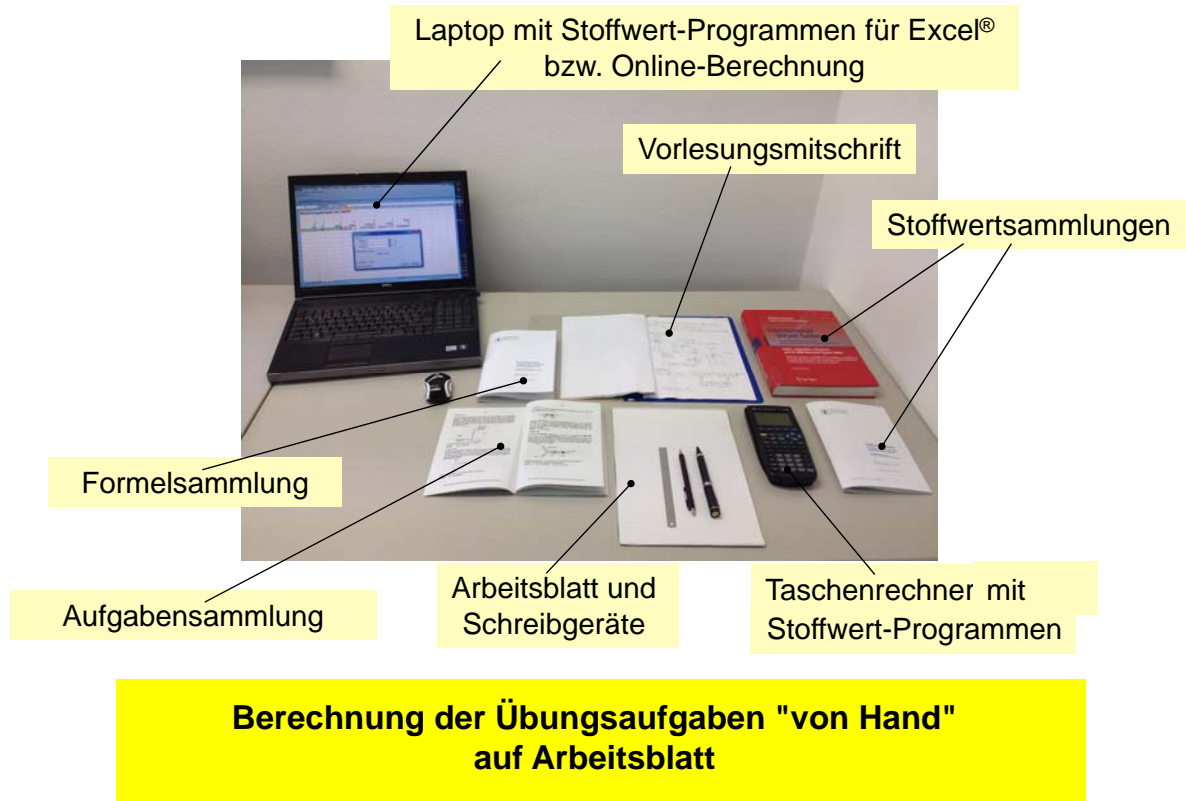 Laptop mit Stoffwert-Programmen für Excel®
bzw. Online-Berechnung
Vorlesungsmitschrift
Stoffwertsammlungen
Formelsammlung
Aufgabensammlung
Arbeitsblatt und
Schreibgeräte
Taschenrechner mit
Stoffwert-Programmen
Berechnung der Übungsaufgaben "von Hand"
auf Arbeitsblatt